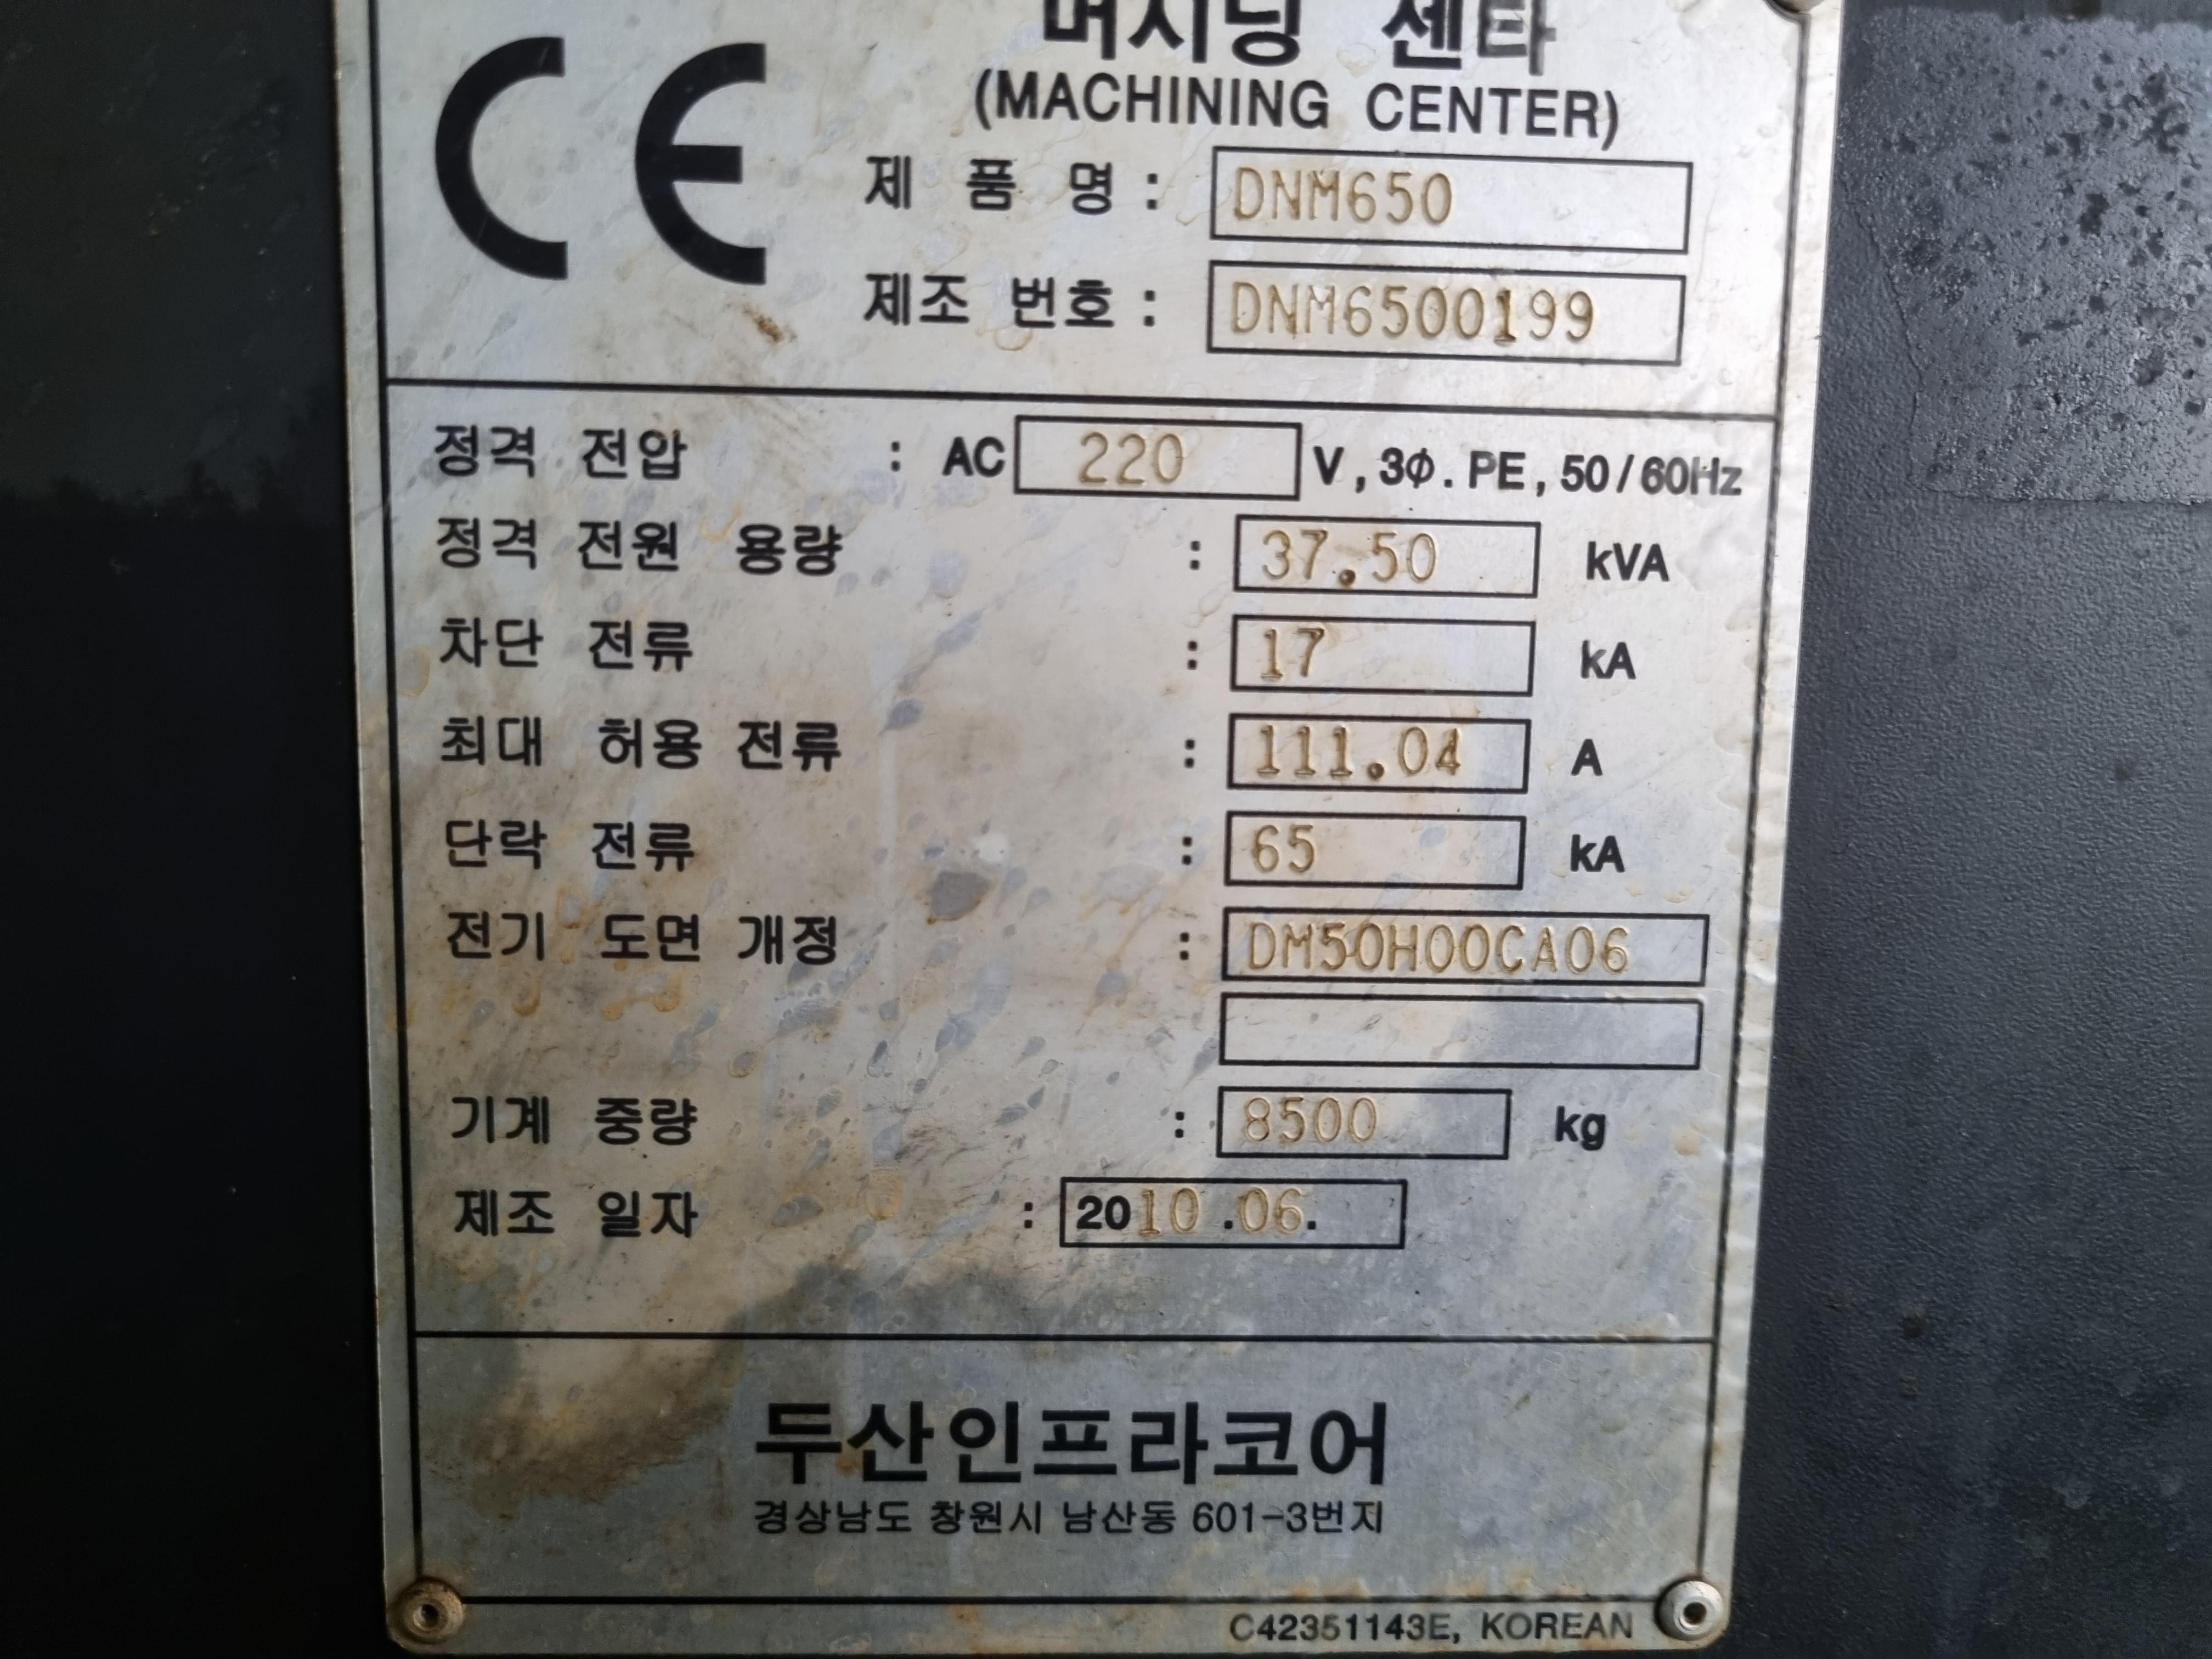 CE
머시닝 센타
(MACHINING CENTER)
제 품 명 : DNM650
제조 번호 : DNM6500199
정격 전압 : AC 220 V, 3Φ. PE, 50/60Hz
정격 전원 용량 : 37.50 kVA
차단 전류 : 17 kA
최대 허용 전류 : 111.04 A
단락 전류 : 65 kA
전기 도면 개정 : DM50H00CA06
기계 중량 : 8500 kg
제조 일자 : 2010.06.
두산인프라코어
경상남도 창원시 남산동 601-3번지
C42351143E, KOREAN